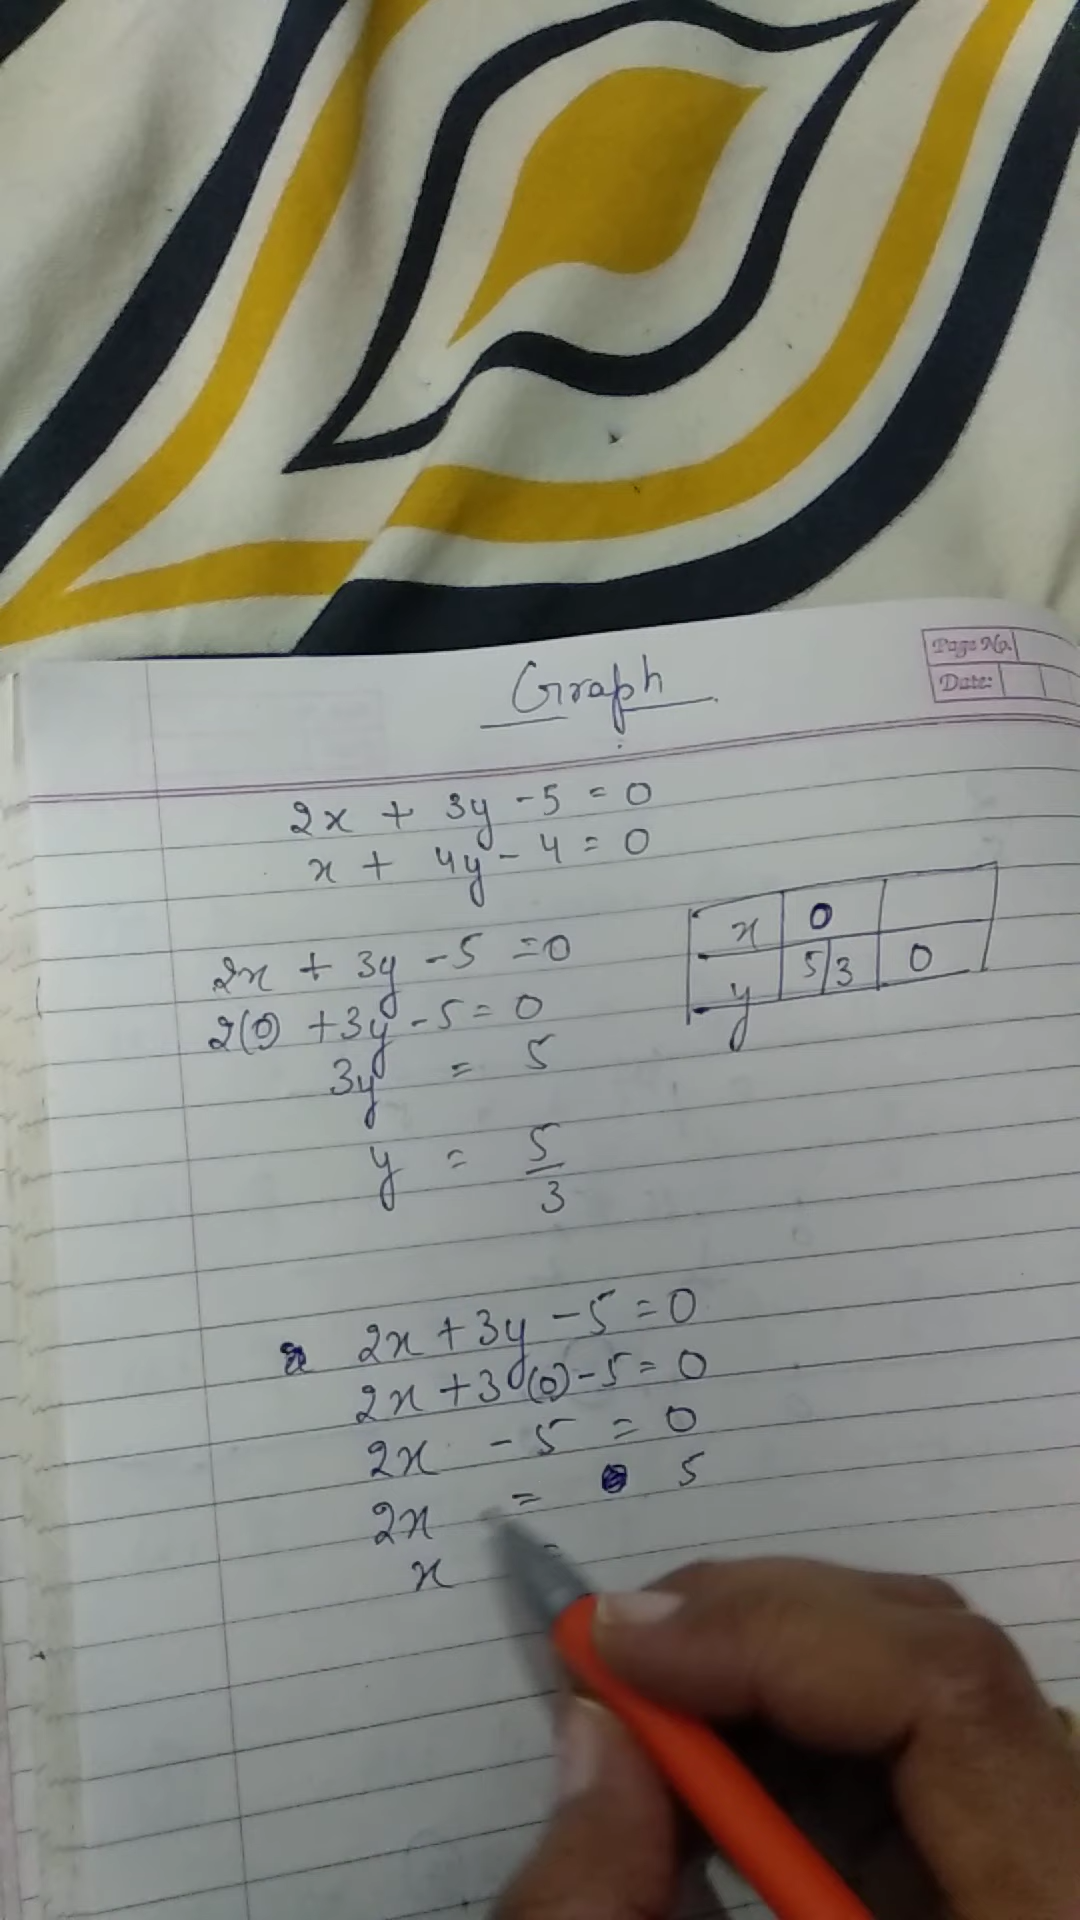 Graph
Page No.
Date:
2x + 3y - 5 = 0
x + 4y - 4 = 0
x 0
y 5/3 0
2x + 3y - 5 = 0
2(0) + 3y - 5 = 0
3y = 5
y = 5/3
2x + 3y - 5 = 0
2x + 3(0) - 5 = 0
2x - 5 = 0
2x = 5
x =